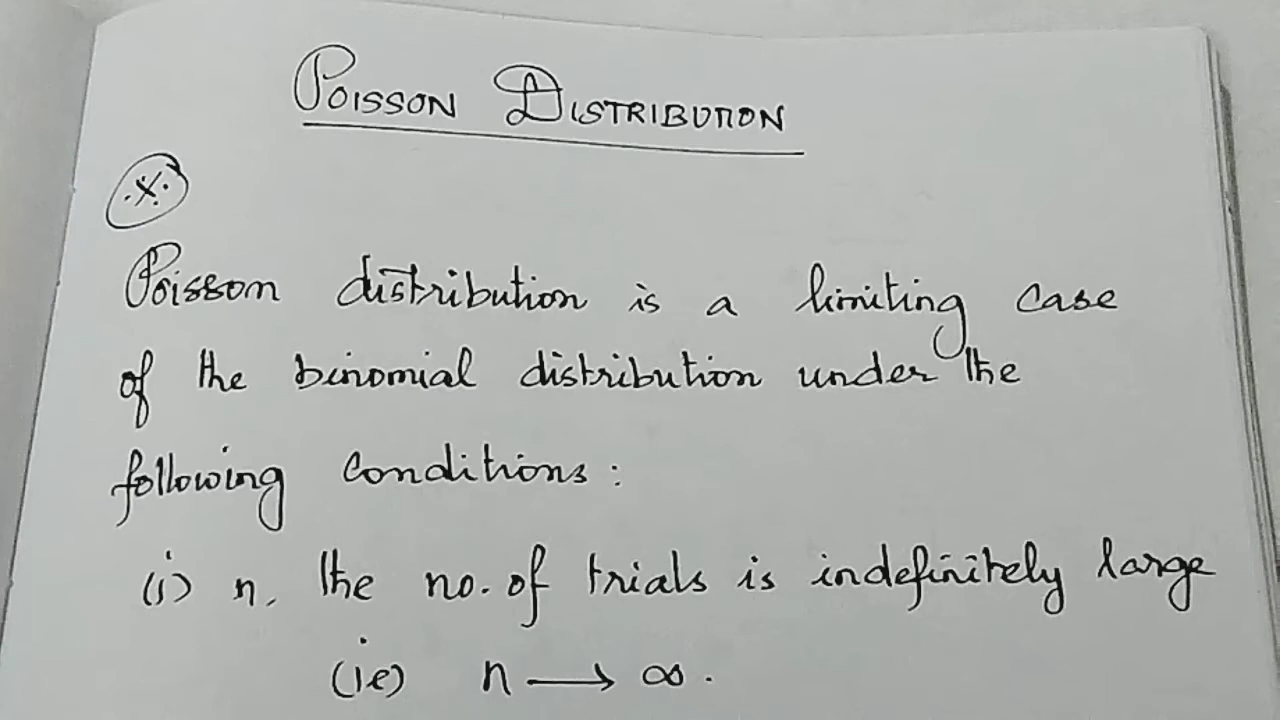 POISSON DISTRIBUTION
Poisson distribution is a limiting case
of the binomial distribution under the
following conditions :
(i) n, the no. of trials is indefinitely large
(ie) n ⟶ ∞ .